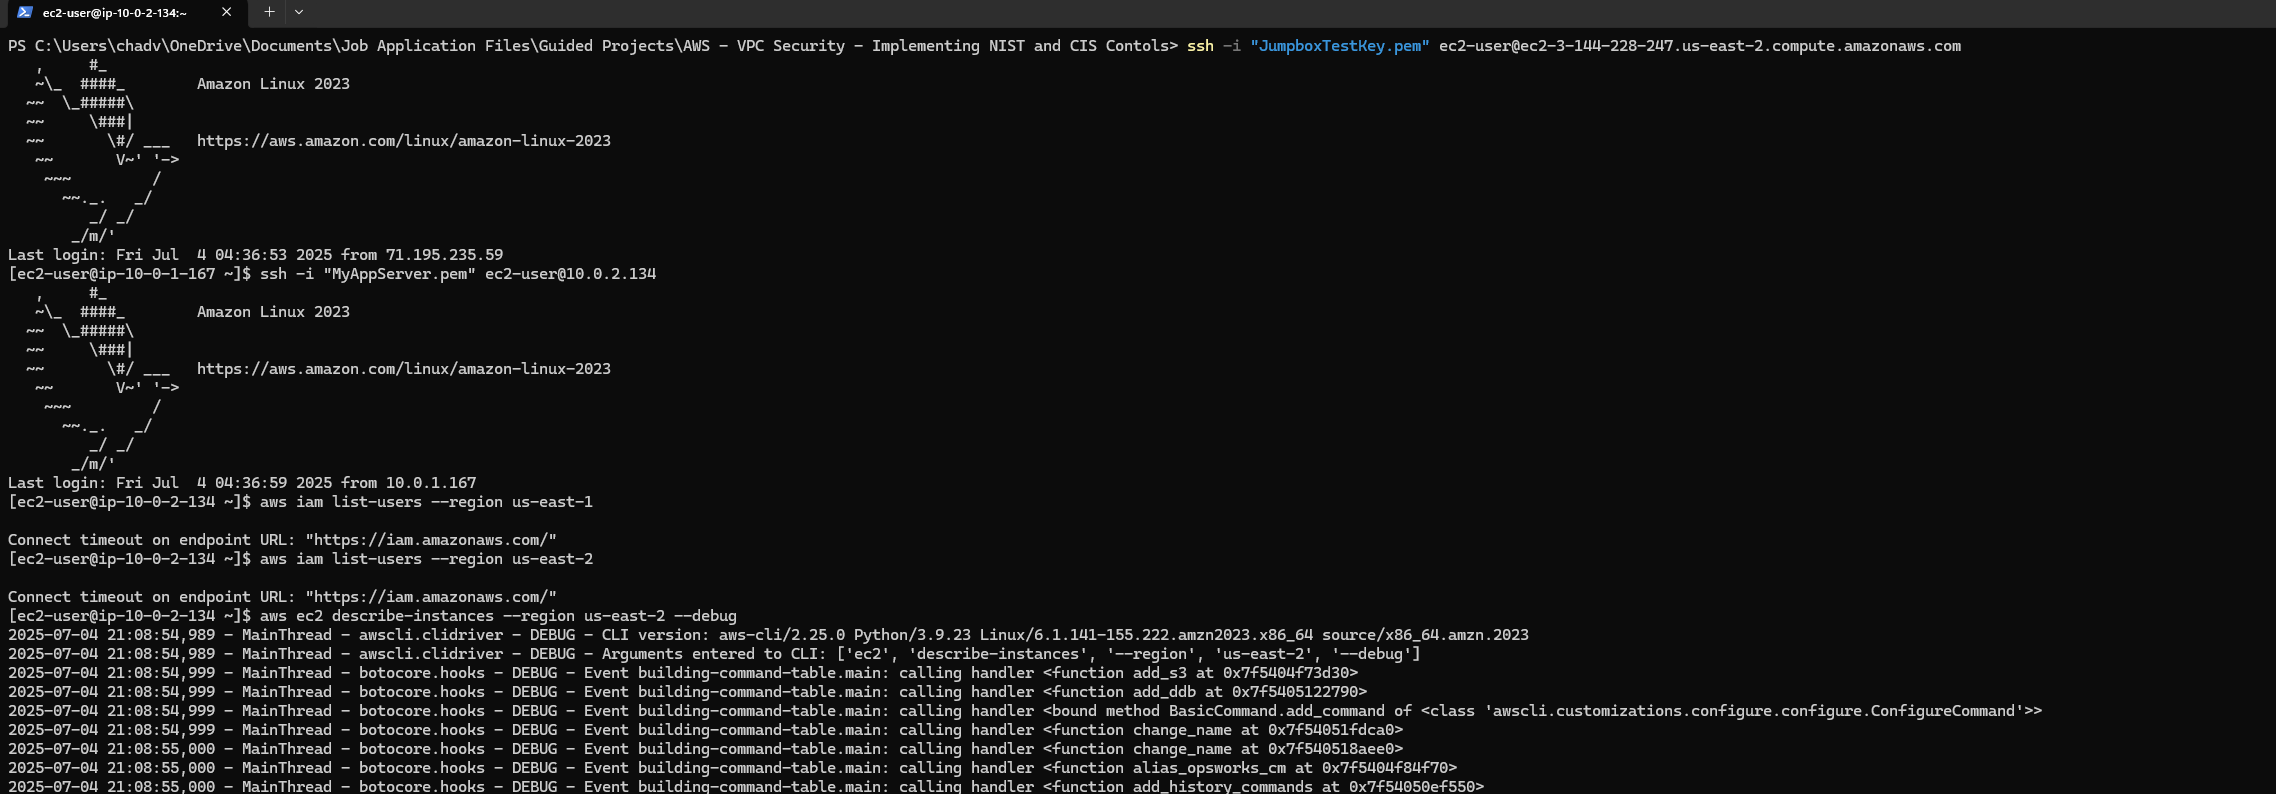 ec2-user@ip-10-0-2-134:~
PS C:\Users\chadv\OneDrive\Documents\Job Application Files\Guided Projects\AWS - VPC Security - Implementing NIST and CIS Contols> ssh -i "JumpboxTestKey.pem" ec2-user@ec2-3-144-228-247.us-east-2.compute.amazonaws.com
   ,     #_
   ~\_  ####_        Amazon Linux 2023
  ~~  \_#####\
  ~~     \###|
  ~~       \#/ ___   https://aws.amazon.com/linux/amazon-linux-2023
   ~~       V~' '->
    ~~~         /
      ~~._.   _/
         _/ _/
       _/m/'
Last login: Fri Jul  4 04:36:53 2025 from 71.195.235.59
[ec2-user@ip-10-0-1-167 ~]$ ssh -i "MyAppServer.pem" ec2-user@10.0.2.134
   ,     #_
   ~\_  ####_        Amazon Linux 2023
  ~~  \_#####\
  ~~     \###|
  ~~       \#/ ___   https://aws.amazon.com/linux/amazon-linux-2023
   ~~       V~' '->
    ~~~         /
      ~~._.   _/
         _/ _/
       _/m/'
Last login: Fri Jul  4 04:36:59 2025 from 10.0.1.167
[ec2-user@ip-10-0-2-134 ~]$ aws iam list-users --region us-east-1

Connect timeout on endpoint URL: "https://iam.amazonaws.com/"
[ec2-user@ip-10-0-2-134 ~]$ aws iam list-users --region us-east-2

Connect timeout on endpoint URL: "https://iam.amazonaws.com/"
[ec2-user@ip-10-0-2-134 ~]$ aws ec2 describe-instances --region us-east-2 --debug
2025-07-04 21:08:54,989 - MainThread - awscli.clidriver - DEBUG - CLI version: aws-cli/2.25.0 Python/3.9.23 Linux/6.1.141-155.222.amzn2023.x86_64 source/x86_64.amzn.2023
2025-07-04 21:08:54,989 - MainThread - awscli.clidriver - DEBUG - Arguments entered to CLI: ['ec2', 'describe-instances', '--region', 'us-east-2', '--debug']
2025-07-04 21:08:54,999 - MainThread - botocore.hooks - DEBUG - Event building-command-table.main: calling handler <function add_s3 at 0x7f5404f73d30>
2025-07-04 21:08:54,999 - MainThread - botocore.hooks - DEBUG - Event building-command-table.main: calling handler <function add_ddb at 0x7f5405122790>
2025-07-04 21:08:54,999 - MainThread - botocore.hooks - DEBUG - Event building-command-table.main: calling handler <bound method BasicCommand.add_command of <class 'awscli.customizations.configure.configure.ConfigureCommand'>>
2025-07-04 21:08:54,999 - MainThread - botocore.hooks - DEBUG - Event building-command-table.main: calling handler <function change_name at 0x7f54051fdca0>
2025-07-04 21:08:55,000 - MainThread - botocore.hooks - DEBUG - Event building-command-table.main: calling handler <function change_name at 0x7f540518aee0>
2025-07-04 21:08:55,000 - MainThread - botocore.hooks - DEBUG - Event building-command-table.main: calling handler <function alias_opsworks_cm at 0x7f5404f84f70>
2025-07-04 21:08:55,000 - MainThread - botocore.hooks - DEBUG - Event building-command-table.main: calling handler <function add_history_commands at 0x7f54050ef550>